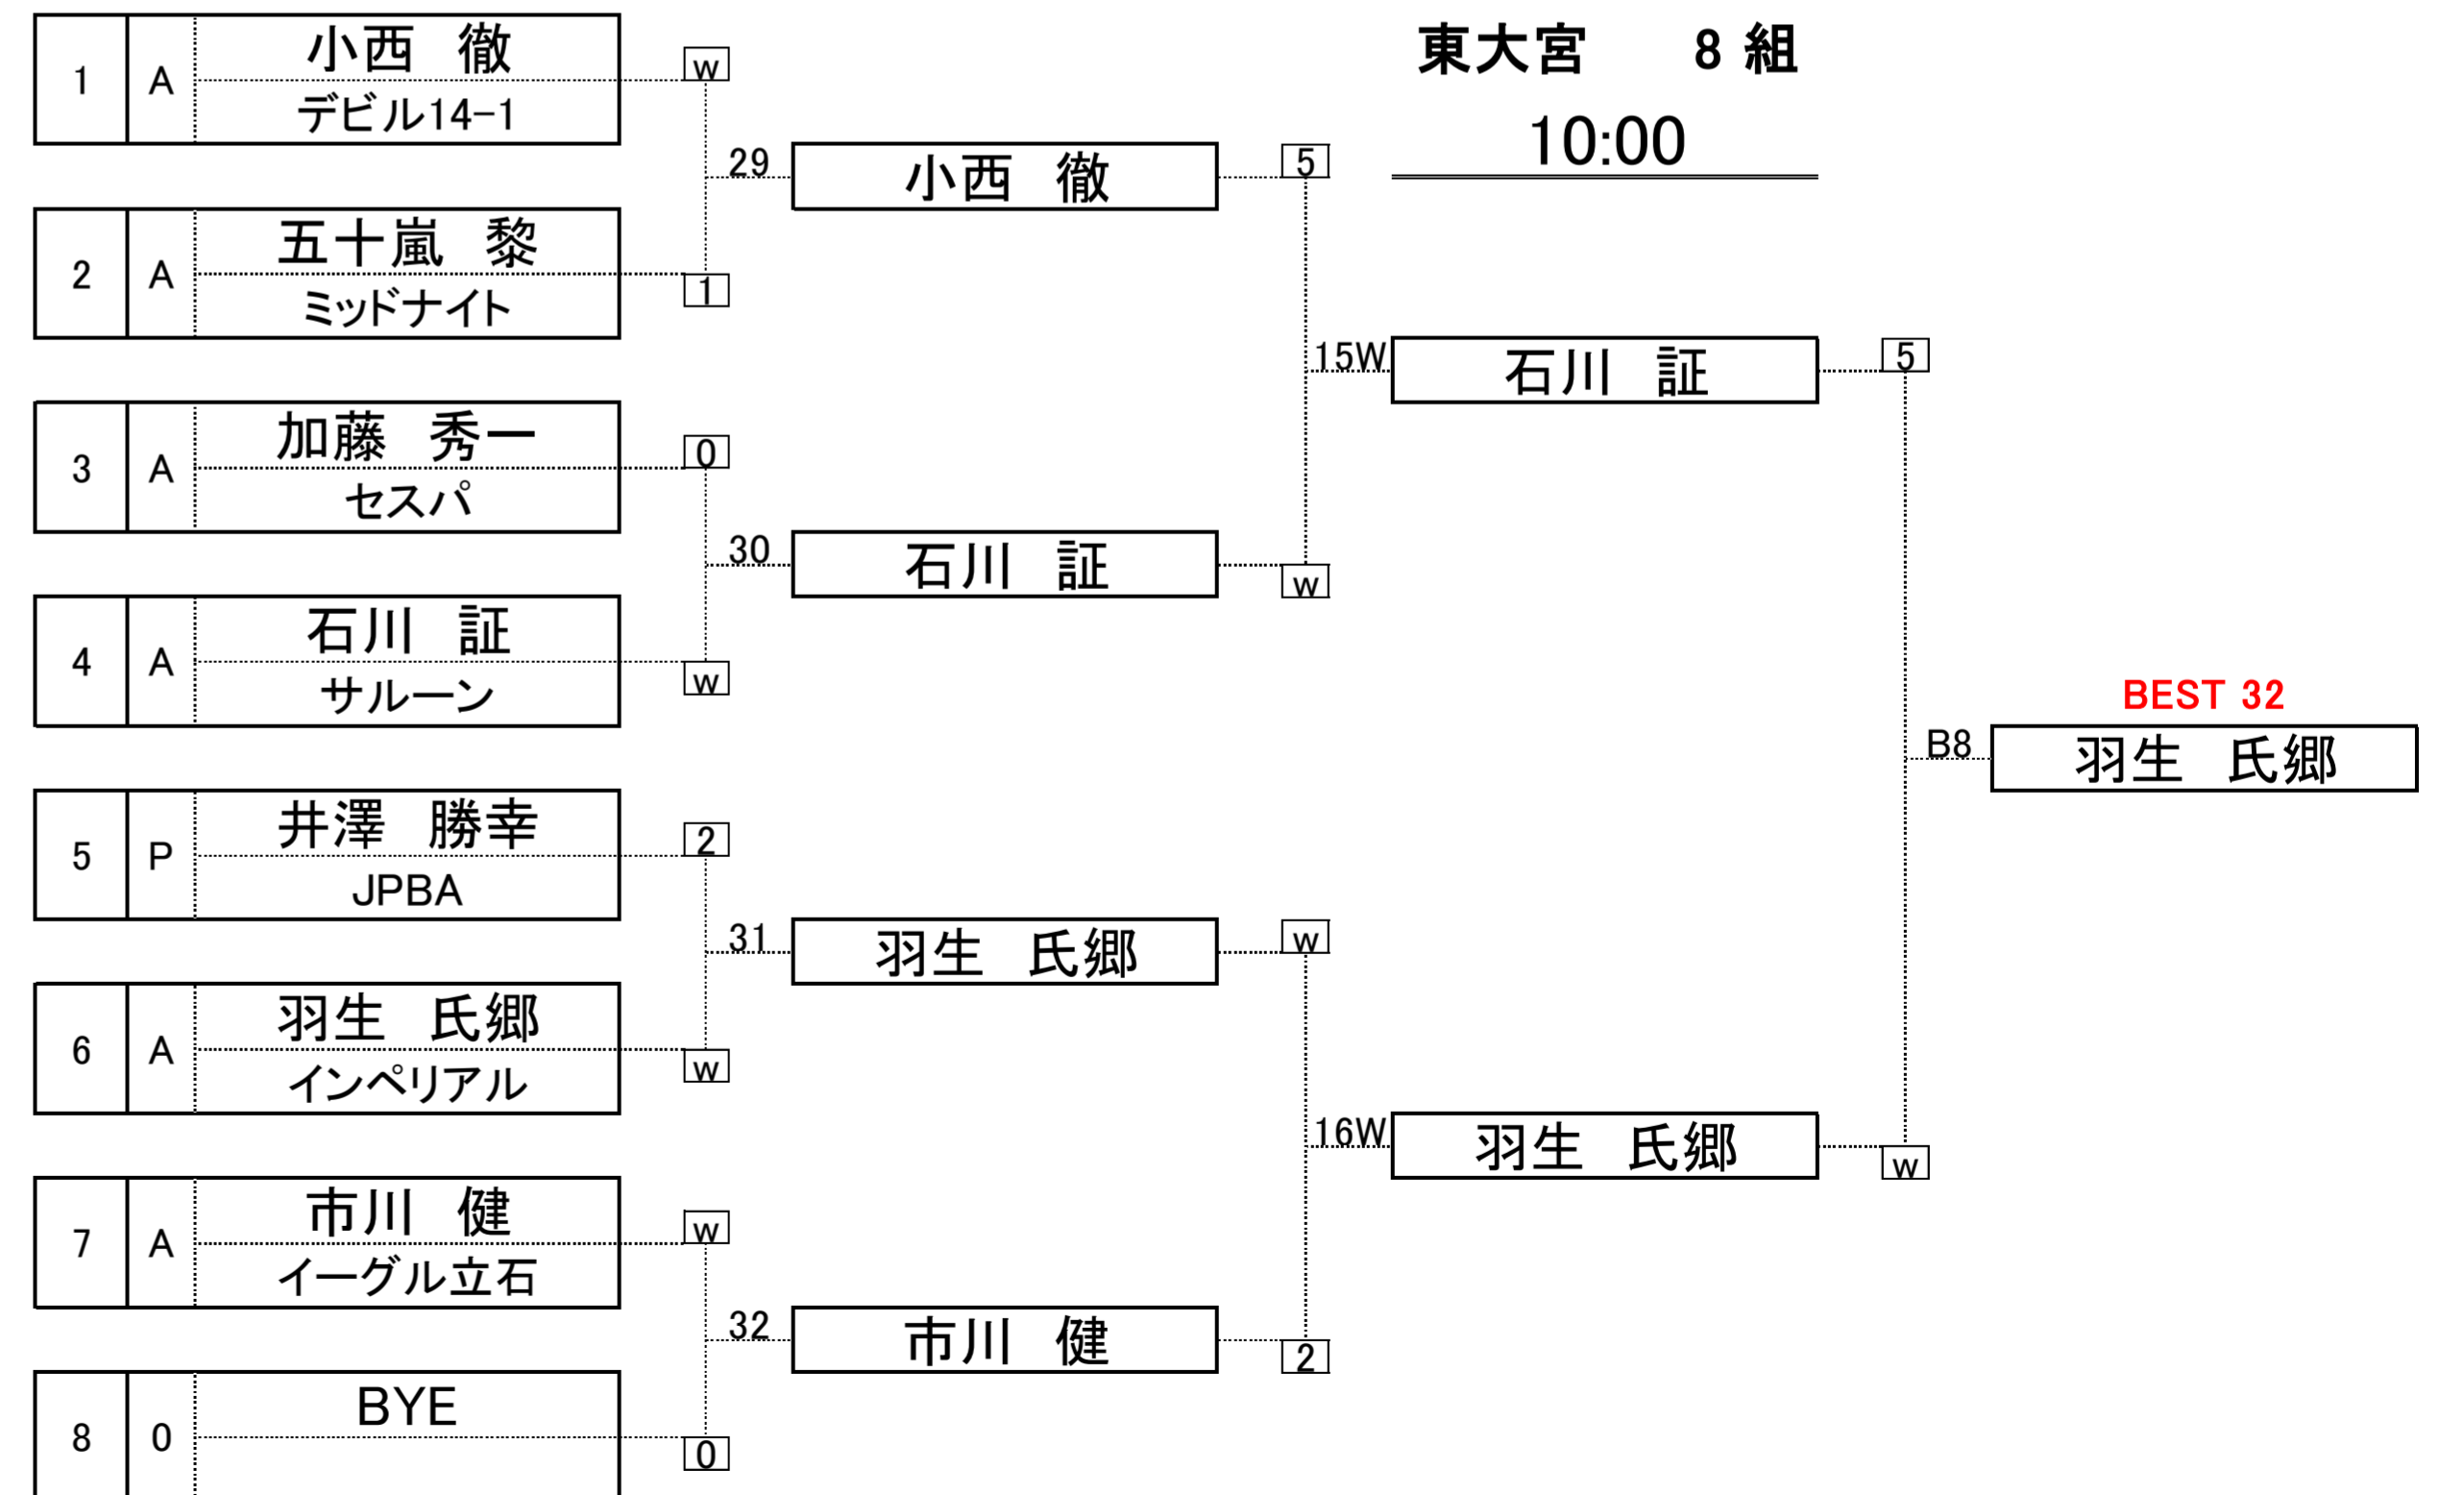 東大宮　8 組
10:00
1 A 小西　徹 w
デビル14-1
29 小西　徹 5
2 A 五十嵐　黎 1
ミッドナイト
15W 石川　証 5
3 A 加藤　秀一 0
セスパ
30 石川　証 w
4 A 石川　証 w
サルーン
BEST 32
B8 羽生　氏郷
5 P 井澤　勝幸 2
JPBA
31 羽生　氏郷 w
6 A 羽生　氏郷 w
インペリアル
16W 羽生　氏郷 w
7 A 市川　健 w
イーグル立石
32 市川　健 2
8 0 BYE 0